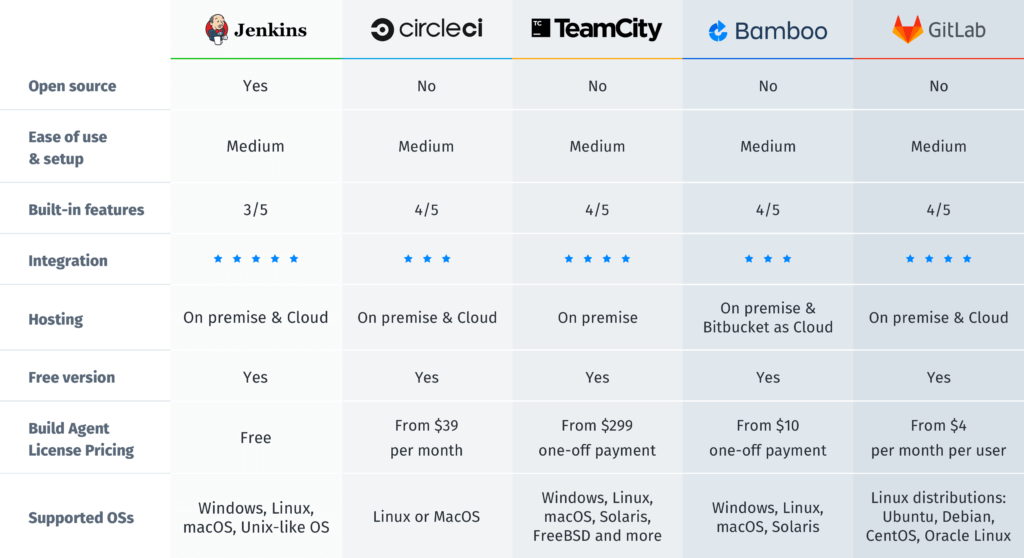 Jenkins circleci TC TeamCity Bamboo GitLab
Open source Yes No No No No
Ease of use
& setup Medium Medium Medium Medium Medium
Built-in features 3/5 4/5 4/5 4/5 4/5
Integration
Hosting On premise & Cloud On premise & Cloud On premise On premise &
Bitbucket as Cloud On premise & Cloud
Free version Yes Yes Yes Yes Yes
Build Agent
License Pricing Free From $39
per month From $299
one-off payment From $10
one-off payment From $4
per month per user
Supported OSs Windows, Linux,
macOS, Unix-like OS Linux or MacOS Windows, Linux,
macOS, Solaris,
FreeBSD and more Windows, Linux,
macOS, Solaris Linux distributions:
Ubuntu, Debian,
CentOS, Oracle Linux